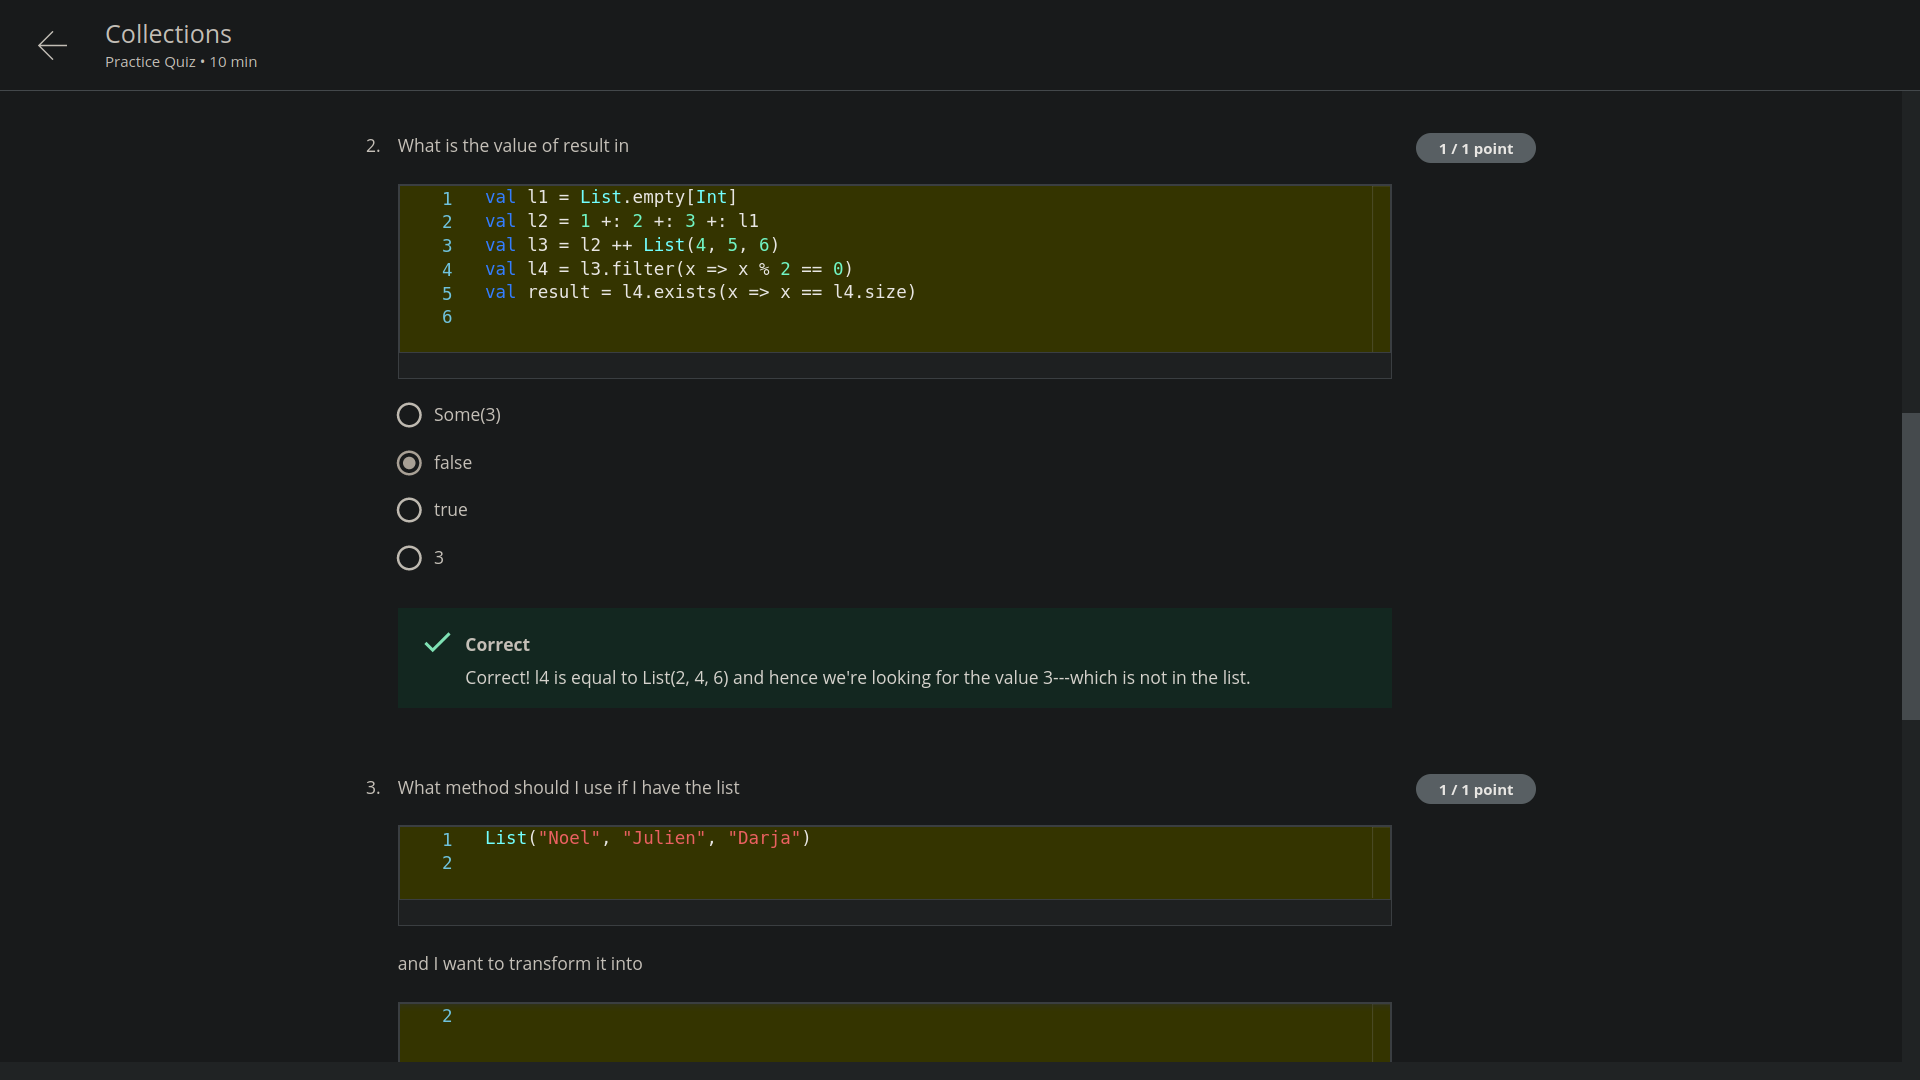 Collections
Practice Quiz • 10 min
2. What is the value of result in
1 / 1 point
1 val l1 = List.empty[Int]
2 val l2 = 1 +: 2 +: 3 +: l1
3 val l3 = l2 ++ List(4, 5, 6)
4 val l4 = l3.filter(x => x % 2 == 0)
5 val result = l4.exists(x => x == l4.size)
6
Some(3)
false
true
3
Correct
Correct! l4 is equal to List(2, 4, 6) and hence we're looking for the value 3---which is not in the list.
3. What method should I use if I have the list
1 / 1 point
1 List("Noel", "Julien", "Darja")
2
and I want to transform it into
2